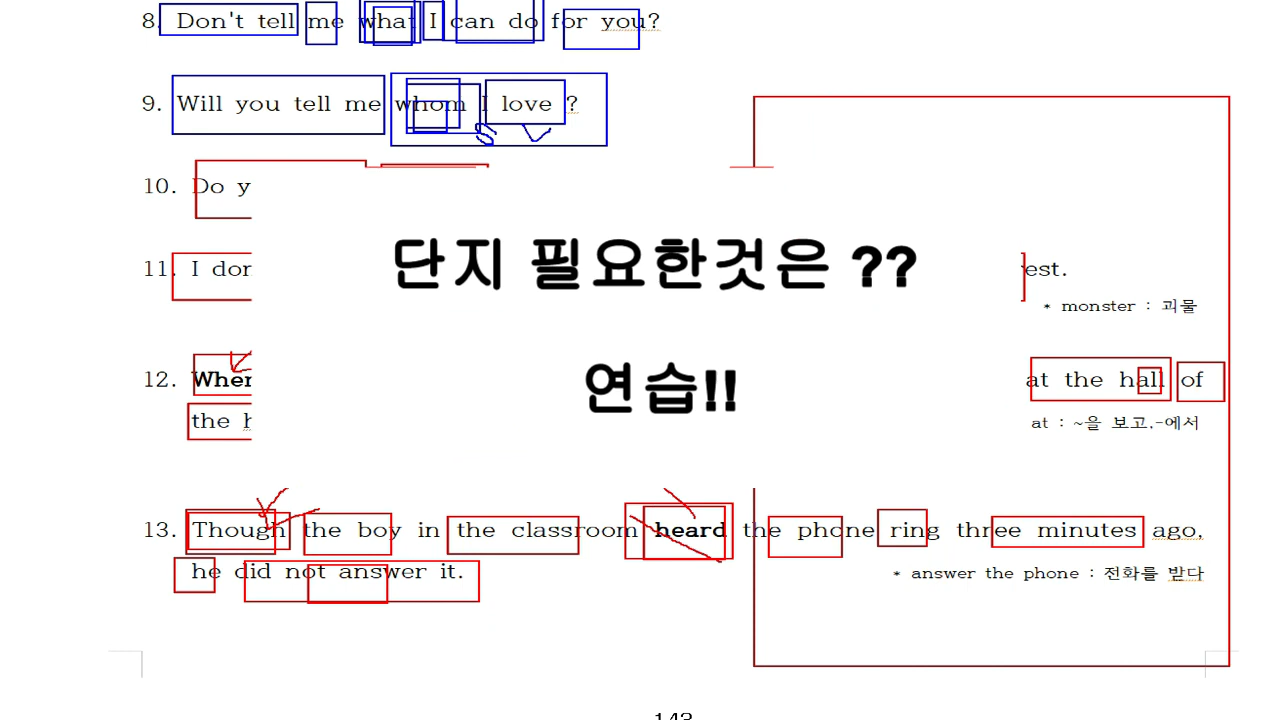 8. Don't tell me what I can do for you?
9. Will you tell me whom I love ?
10. Do y
단지 필요한것은 ??
11. I don
est.
* monster : 괴물
12. When
at the hall of
연습!!
the h
at : ~을 보고,-에서
13. Though the boy in the classroom heard the phone ring three minutes ago,
he did not answer it.
* answer the phone : 전화를 받다
143